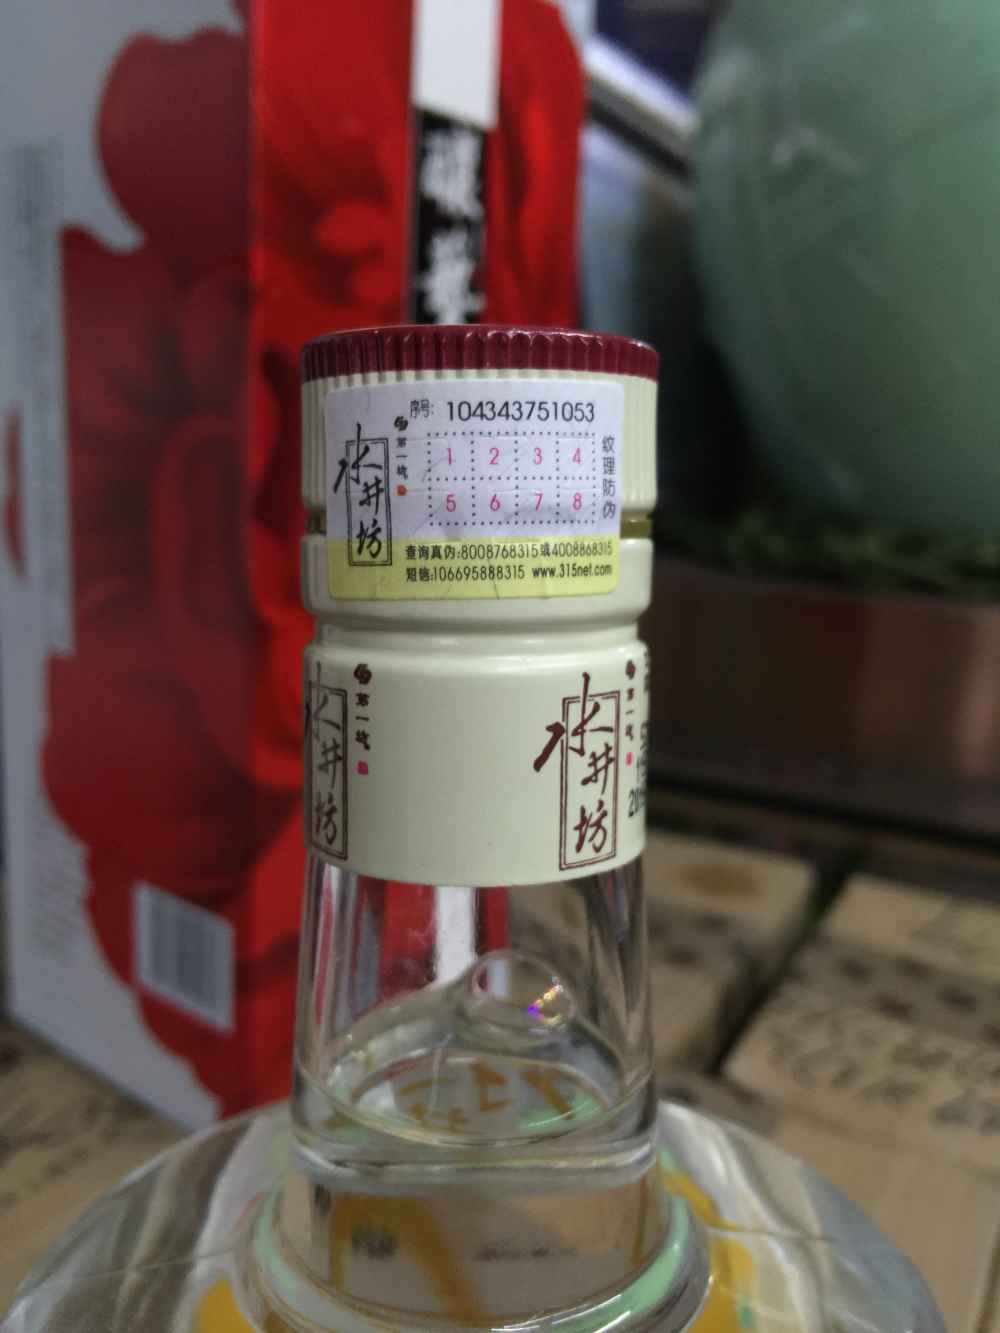 序号: 104343751053
水井坊
第一坊
1 2 3 4
5 6 7 8
纹理防伪
查询真伪:8008768315或4008868315
短信:106695888315 www.315net.com
水井坊
第一坊
水井坊
第一坊